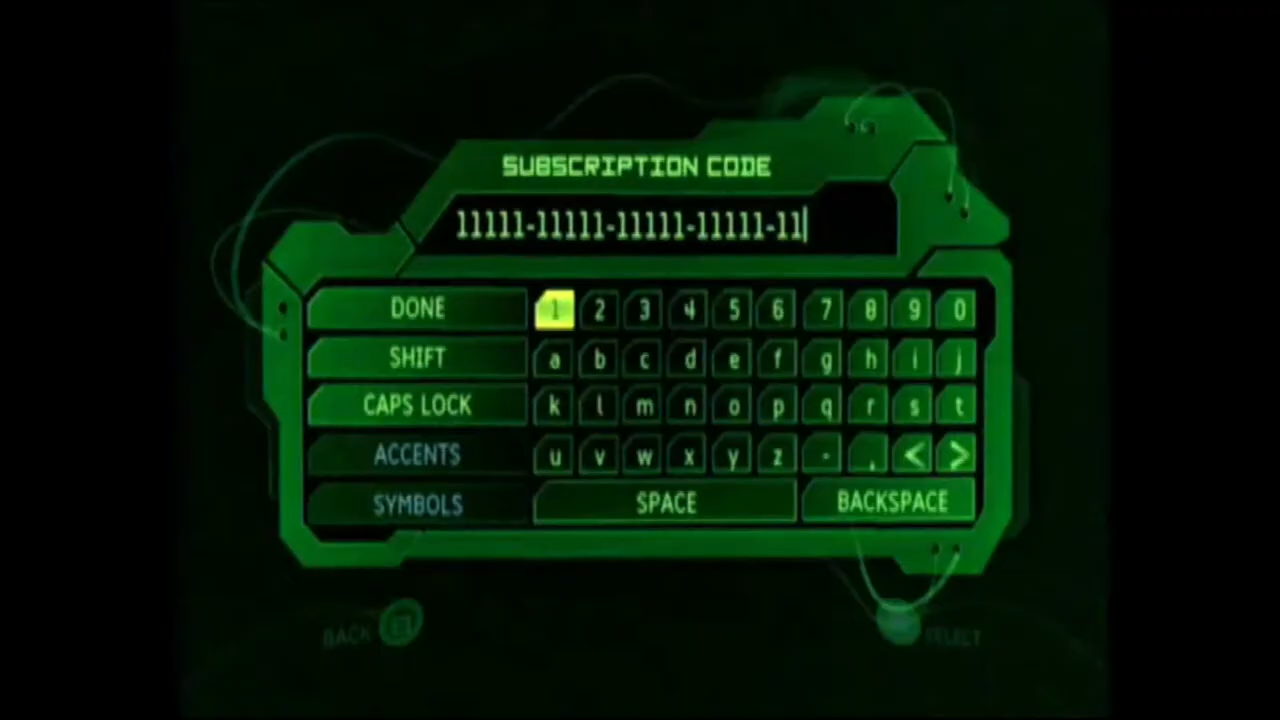 SUBSCRIPTION CODE
11111-11111-11111-11111-11
DONE 1 2 3 4 5 6 7 8 9 0
SHIFT a b c d e f g h i j
CAPS LOCK k l m n o p q r s t
ACCENTS u v w x y z - , < >
SYMBOLS SPACE BACKSPACE
BACK SELECT